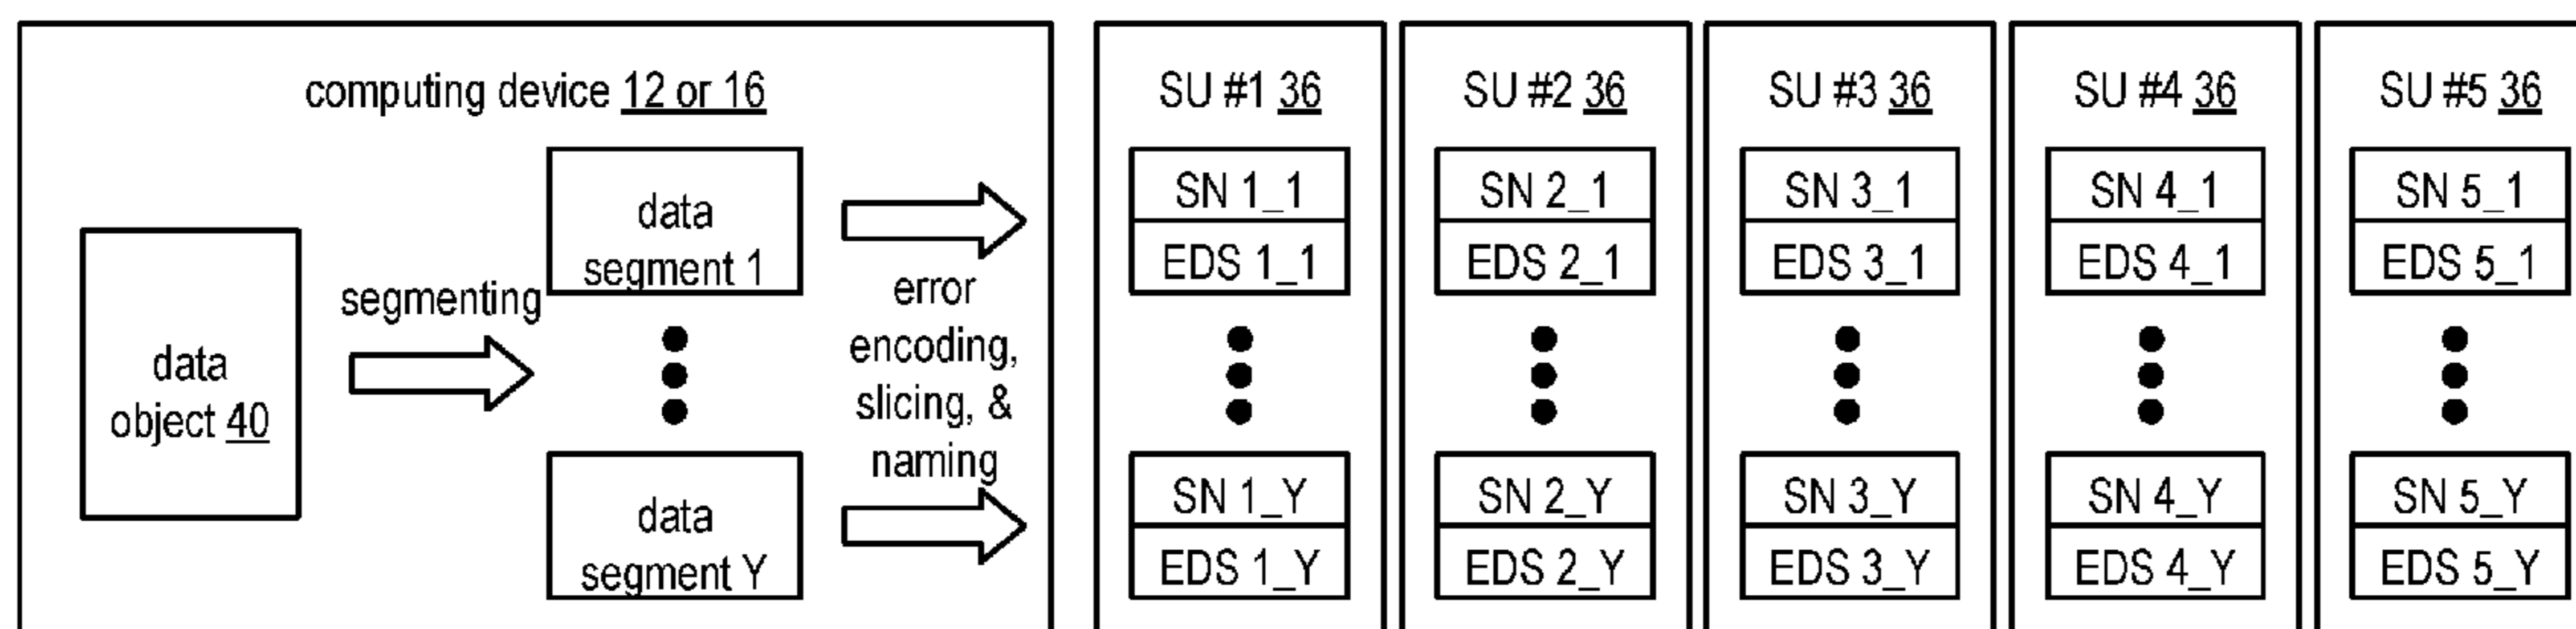 computing device 12 or 16
data
object 40
segmenting
data
segment 1
data
segment Y
error
encoding,
slicing, &
naming
SU #1 36
SN 1_1
EDS 1_1
SN 1_Y
EDS 1_Y
SU #2 36
SN 2_1
EDS 2_1
SN 2_Y
EDS 2_Y
SU #3 36
SN 3_1
EDS 3_1
SN 3_Y
EDS 3_Y
SU #4 36
SN 4_1
EDS 4_1
SN 4_Y
EDS 4_Y
SU #5 36
SN 5_1
EDS 5_1
SN 5_Y
EDS 5_Y